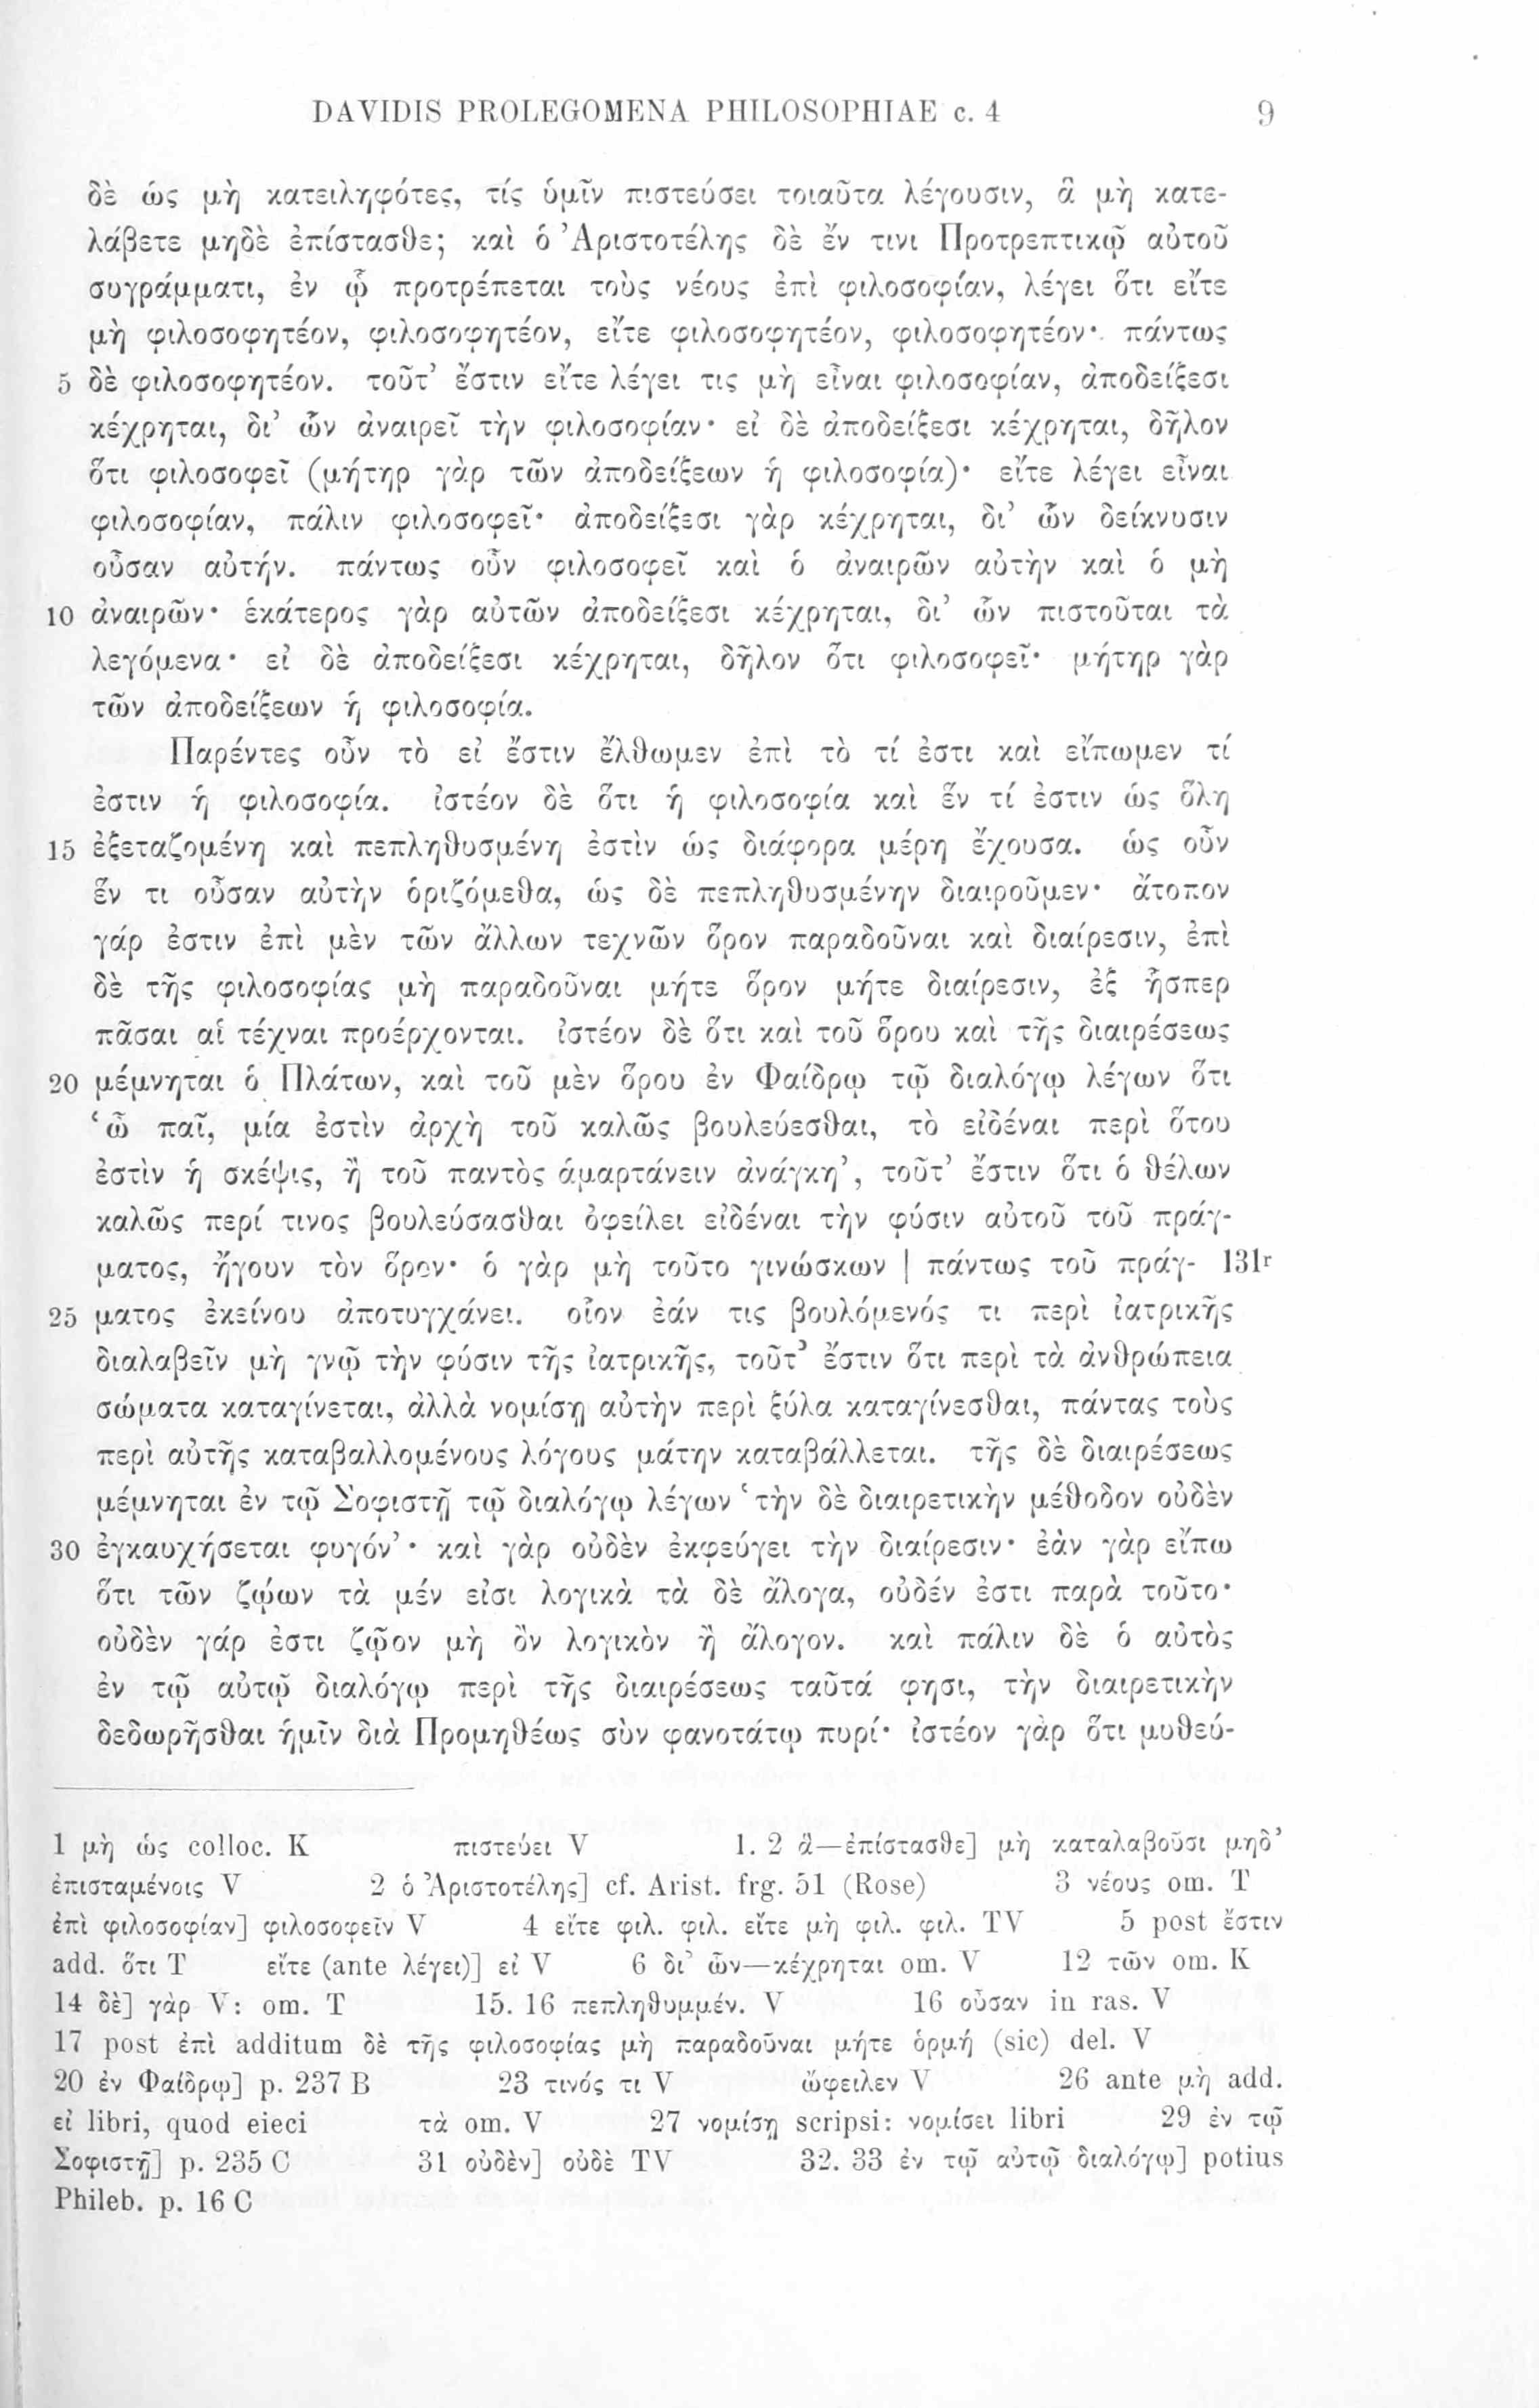 DAVIDIS PROLEGOMENA PHILOSOPHIAE c. 4 9
δὲ ὡς μὴ κατειληφότες, τίς ὑμῖν πιστεύσει τοιαῦτα λέγουσιν, ἃ μὴ κατε-
λάβετε μηδὲ ἐπίστασθε; καὶ ὁ Ἀριστοτέλης δὲ ἔν τινι Προτρεπτικῷ αὐτοῦ
συγράμματι, ἐν ᾧ προτρέπεται τοὺς νέους ἐπὶ φιλοσοφίαν, λέγει ὅτι εἴτε
μὴ φιλοσοφητέον, φιλοσοφητέον, εἴτε φιλοσοφητέον, φιλοσοφητέον· πάντως
5 δὲ φιλοσοφητέον. τοῦτ’ ἔστιν εἴτε λέγει τις μὴ εἶναι φιλοσοφίαν, ἀποδείξεσι
κέχρηται, δι’ ὧν ἀναιρεῖ τὴν φιλοσοφίαν· εἰ δὲ ἀποδείξεσι κέχρηται, δῆλον
ὅτι φιλοσοφεῖ (μήτηρ γὰρ τῶν ἀποδείξεων ἡ φιλοσοφία)· εἴτε λέγει εἶναι
φιλοσοφίαν, πάλιν φιλοσοφεῖ· ἀποδείξεσι γὰρ κέχρηται, δι’ ὧν δείκνυσιν
οὖσαν αὐτήν. πάντως οὖν φιλοσοφεῖ καὶ ὁ ἀναιρῶν αὐτὴν καὶ ὁ μὴ
10 ἀναιρῶν· ἑκάτερος γὰρ αὐτῶν ἀποδείξεσι κέχρηται, δι’ ὧν πιστοῦται τὰ
λεγόμενα· εἰ δὲ ἀποδείξεσι κέχρηται, δῆλον ὅτι φιλοσοφεῖ· μήτηρ γὰρ
τῶν ἀποδείξεων ἡ φιλοσοφία.
Παρέντες οὖν τὸ εἰ ἔστιν ἔλθωμεν ἐπὶ τὸ τί ἐστι καὶ εἴπωμεν τί
ἐστιν ἡ φιλοσοφία. ἰστέον δὲ ὅτι ἡ φιλοσοφία καὶ ἕν τί ἐστιν ὡς ὅλη
15 ἐξεταζομένη καὶ πεπληθυσμένη ἐστὶν ὡς διάφορα μέρη ἔχουσα. ὡς οὖν
ἕν τι οὖσαν αὐτὴν ὁριζόμεθα, ὡς δὲ πεπληθυσμένην διαιροῦμεν· ἄτοπον
γάρ ἐστιν ἐπὶ μὲν τῶν ἄλλων τεχνῶν ὅρον παραδοῦναι καὶ διαίρεσιν, ἐπὶ
δὲ τῆς φιλοσοφίας μὴ παραδοῦναι μήτε ὅρον μήτε διαίρεσιν, ἐξ ἧσπερ
πᾶσαι αἱ τέχναι προέρχονται. ἰστέον δὲ ὅτι καὶ τοῦ ὅρου καὶ τῆς διαιρέσεως
20 μέμνηται ὁ Πλάτων, καὶ τοῦ μὲν ὅρου ἐν Φαίδρῳ τῷ διαλόγῳ λέγων ὅτι
‘ὦ παῖ, μία ἐστὶν ἀρχὴ τοῦ καλῶς βουλεύεσθαι, τὸ εἰδέναι περὶ ὅτου
ἐστὶν ἡ σκέψις, ἢ τοῦ παντὸς ἁμαρτάνειν ἀνάγκη’, τοῦτ’ ἔστιν ὅτι ὁ θέλων
καλῶς περί τινος βουλεύσασθαι ὀφείλει εἰδέναι τὴν φύσιν αὐτοῦ τοῦ πράγ-
ματος, ἤγουν τὸν ὅρον· ὁ γὰρ μὴ τοῦτο γινώσκων | πάντως τοῦ πράγ- 131r
25 ματος ἐκείνου ἀποτυγχάνει. οἷον ἐάν τις βουλόμενός τι περὶ ἰατρικῆς
διαλαβεῖν μὴ γνῷ τὴν φύσιν τῆς ἰατρικῆς, τοῦτ’ ἔστιν ὅτι περὶ τὰ ἀνθρώπεια
σώματα καταγίνεται, ἀλλὰ νομίσῃ αὐτὴν περὶ ξύλα καταγίνεσθαι, πάντας τοὺς
περὶ αὐτῆς καταβαλλομένους λόγους μάτην καταβάλλεται. τῆς δὲ διαιρέσεως
μέμνηται ἐν τῷ Σοφιστῇ τῷ διαλόγῳ λέγων ‘τὴν δὲ διαιρετικὴν μέθοδον οὐδὲν
30 ἐγκαυχήσεται φυγόν’· καὶ γὰρ οὐδὲν ἐκφεύγει τὴν διαίρεσιν· ἐὰν γὰρ εἴπω
ὅτι τῶν ζῴων τὰ μέν εἰσι λογικὰ τὰ δὲ ἄλογα, οὐδέν ἐστι παρὰ τοῦτο·
οὐδὲν γάρ ἐστι ζῷον μὴ ὂν λογικὸν ἢ ἄλογον. καὶ πάλιν δὲ ὁ αὐτὸς
ἐν τῷ αὐτῷ διαλόγῳ περὶ τῆς διαιρέσεως ταῦτά φησι, τὴν διαιρετικὴν
δεδωρῆσθαι ἡμῖν διὰ Προμηθέως σὺν φανοτάτῳ πυρί· ἰστέον γὰρ ὅτι μυθεύ-
1 μὴ ὡς colloc. K πιστεύει V 1. 2 ἃ—ἐπίστασθε] μὴ καταλαβοῦσι μηδ’
ἐπισταμένοις V 2 ὁ Ἀριστοτέλης] cf. Arist. frg. 51 (Rose) 3 νέους om. T
ἐπὶ φιλοσοφίαν] φιλοσοφεῖν V 4 εἴτε φιλ. φιλ. εἴτε μὴ φιλ. φιλ. TV 5 post ἔστιν
add. ὅτι T εἴτε (ante λέγει)] εἰ V 6 δι’ ὧν—κέχρηται om. V 12 τῶν om. K
14 δὲ] γὰρ V: om. T 15. 16 πεπληθυμμέν. V 16 οὖσαν in ras. V
17 post ἐπὶ additum δὲ τῆς φιλοσοφίας μὴ παραδοῦναι μήτε ὁρμή (sic) del. V
20 ἐν Φαίδρῳ] p. 237 B 23 τινός τι V ὤφειλεν V 26 ante μὴ add.
εἰ libri, quod eieci τὰ om. V 27 νομίσῃ scripsi: νομίσει libri 29 ἐν τῷ
Σοφιστῇ] p. 235 C 31 οὐδὲν] οὐδὲ TV 32. 33 ἐν τῷ αὐτῷ διαλόγῳ] potius
Phileb. p. 16 C